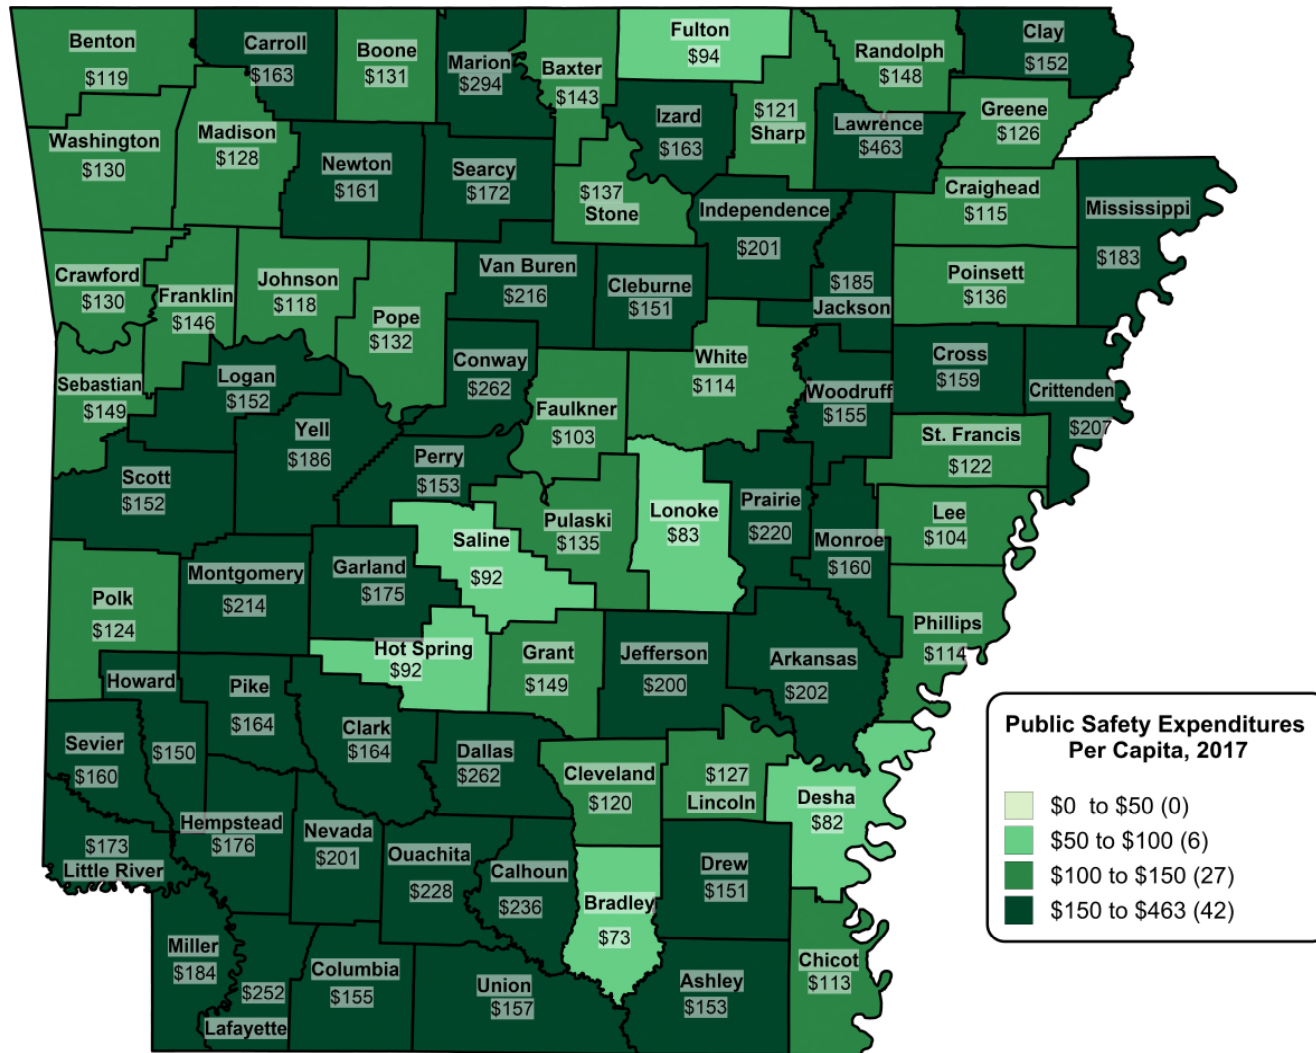 Benton
$119
Carroll
$163
Boone
$131
Marion
$294
Baxter
$143
Fulton
$94
Randolph
$148
Clay
$152
Izard
$163
$121
Sharp
Lawrence
$463
Greene
$126
Washington
$130
Madison
$128
Newton
$161
Searcy
$172
$137
Stone
Independence
$201
Craighead
$115
Mississippi
$183
Crawford
$130
Franklin
$146
Johnson
$118
Pope
$132
Van Buren
$216
Cleburne
$151
$185
Jackson
Poinsett
$136
Sebastian
$149
Logan
$152
Conway
$262
White
$114
Woodruff
$155
Cross
$159
Crittenden
$207
Faulkner
$103
Yell
$186
Scott
$152
Perry
$153
St. Francis
$122
Pulaski
$135
Lonoke
$83
Prairie
$220
Monroe
$160
Lee
$104
Saline
$92
Garland
$175
Montgomery
$214
Polk
$124
Phillips
$114
Hot Spring
$92
Grant
$149
Jefferson
$200
Arkansas
$202
Howard
$150
Pike
$164
Clark
$164
Sevier
$160
Dallas
$262
Cleveland
$120
$127
Lincoln
Desha
$82
Hempstead
$176
Nevada
$201
$173
Little River
Ouachita
$228
Calhoun
$236
Drew
$151
Bradley
$73
Miller
$184
$252
Lafayette
Columbia
$155
Union
$157
Ashley
$153
Chicot
$113
Public Safety Expenditures
Per Capita, 2017
$0 to $50 (0)
$50 to $100 (6)
$100 to $150 (27)
$150 to $463 (42)